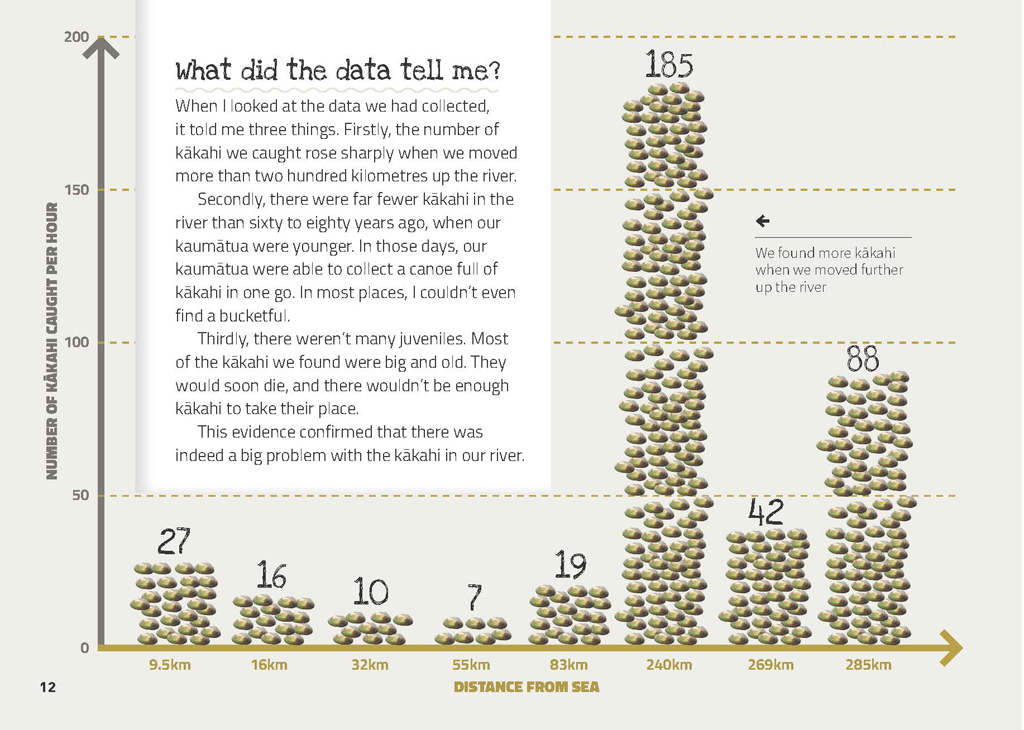 What did the data tell me?
When I looked at the data we had collected,
it told me three things. Firstly, the number of
kākahi we caught rose sharply when we moved
more than two hundred kilometres up the river.
Secondly, there were far fewer kākahi in the
river than sixty to eighty years ago, when our
kaumātua were younger. In those days, our
kaumātua were able to collect a canoe full of
kākahi in one go. In most places, I couldn't even
find a bucketful.
Thirdly, there weren't many juveniles. Most
of the kākahi we found were big and old. They
would soon die, and there wouldn't be enough
kākahi to take their place.
This evidence confirmed that there was
indeed a big problem with the kākahi in our river.
We found more kākahi
when we moved further
up the river
NUMBER OF KĀKAHI CAUGHT PER HOUR
200
150
100
50
0
27
16
10
7
19
185
42
88
9.5km
16km
32km
55km
83km
240km
269km
285km
DISTANCE FROM SEA
12